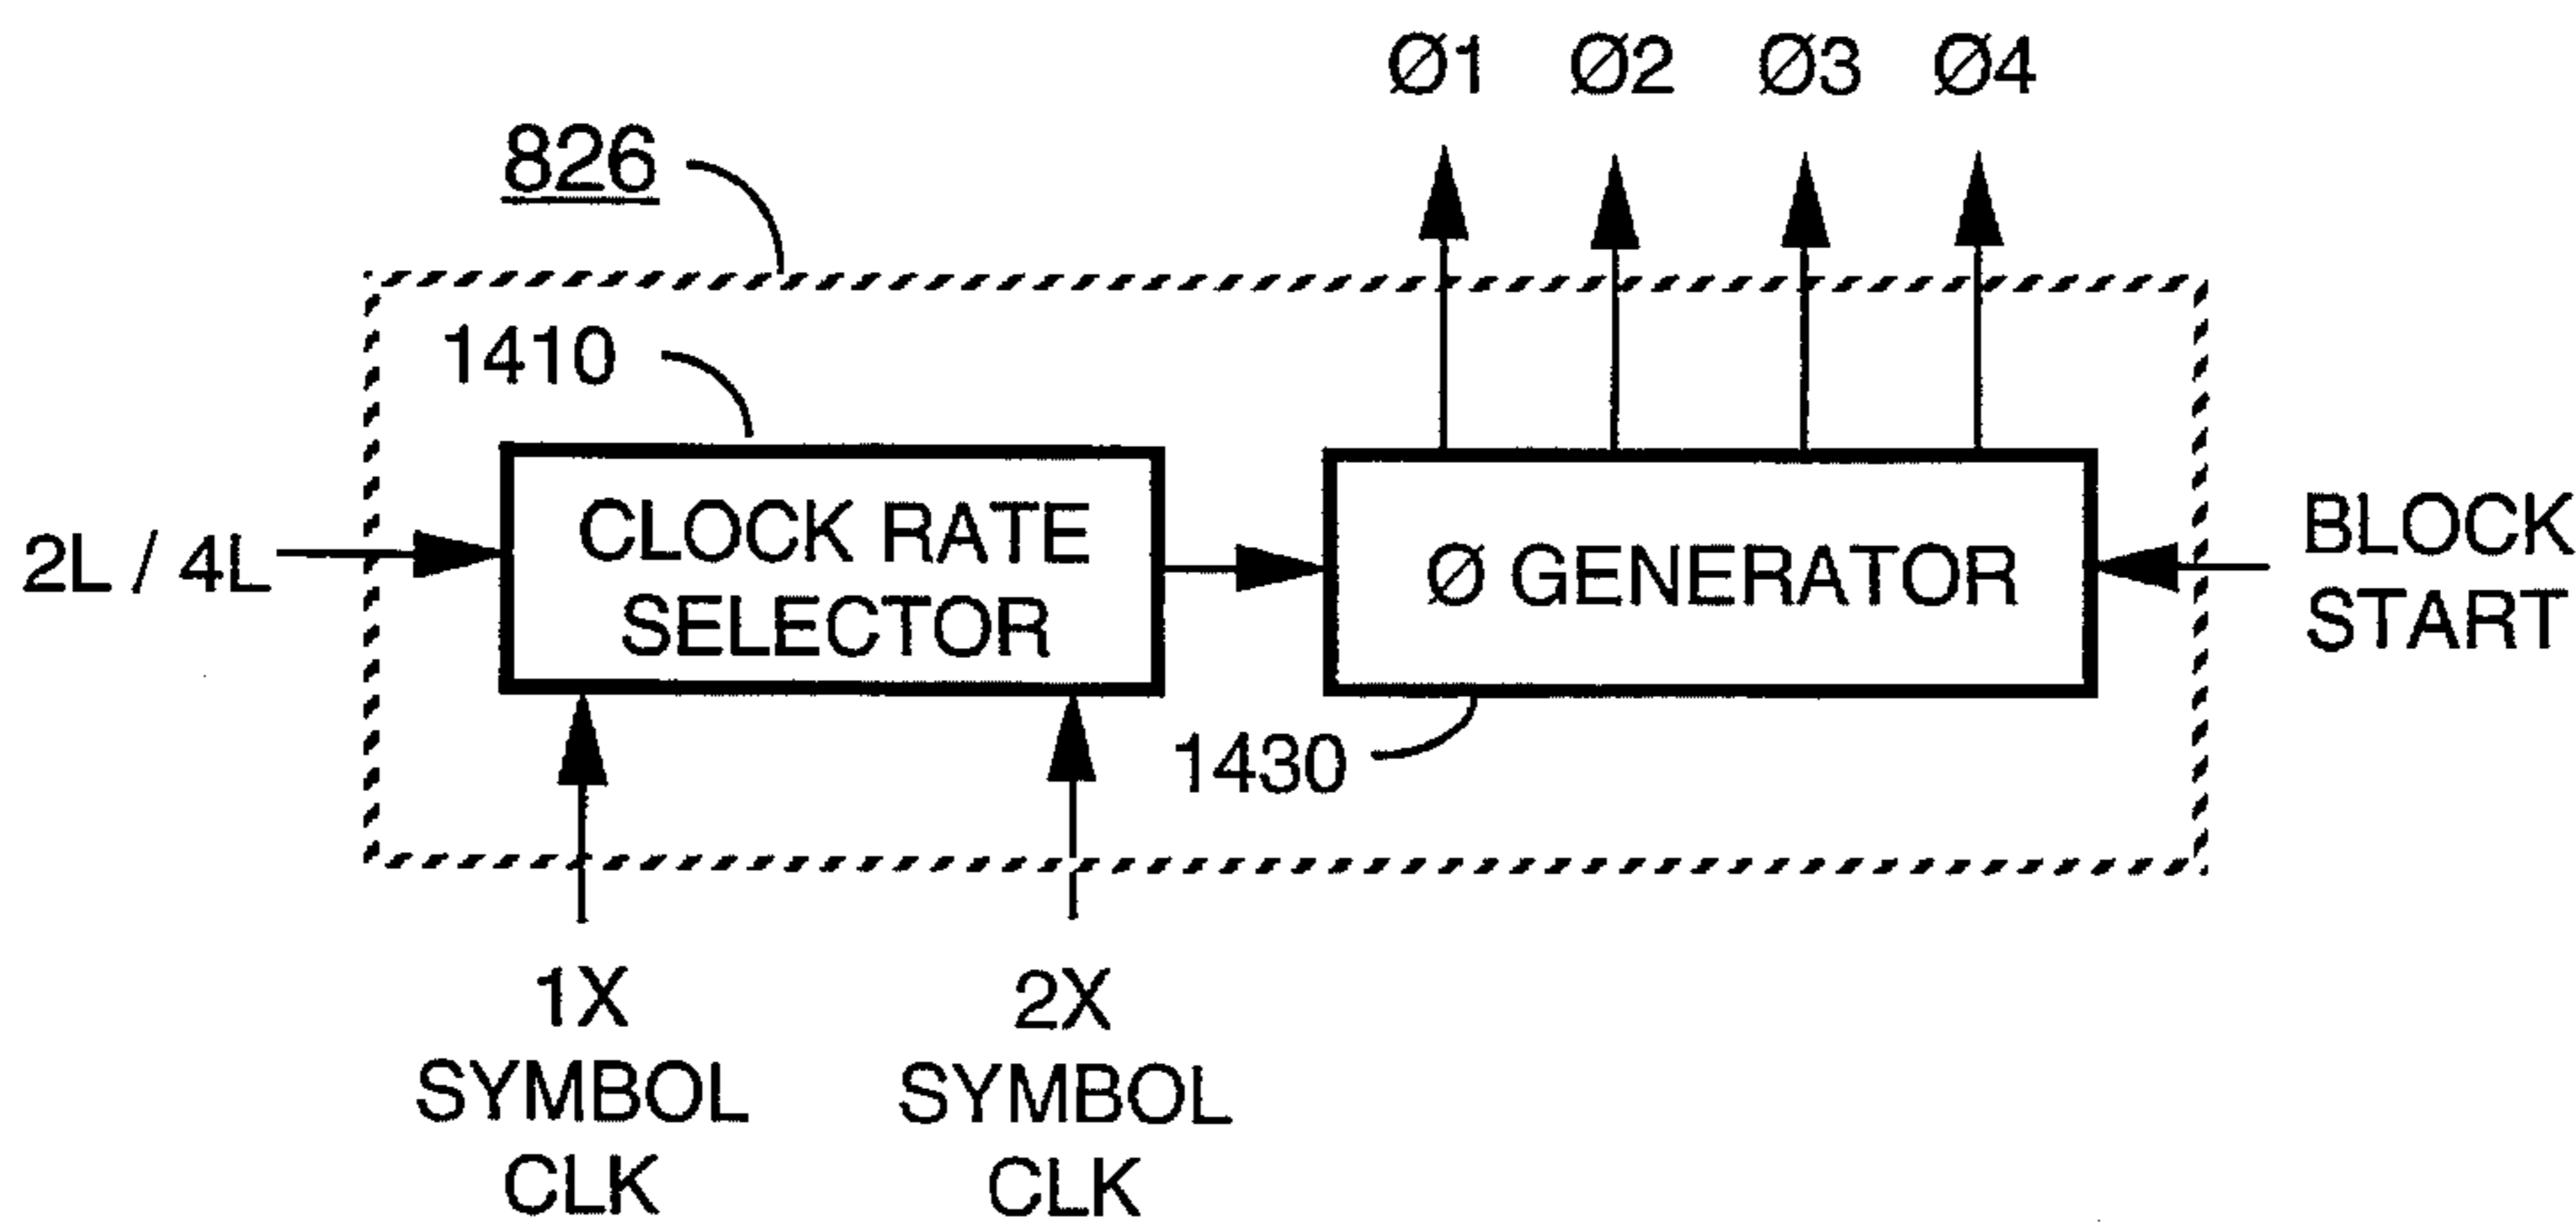 Ø1 Ø2 Ø3 Ø4
826
1410
2L / 4L
CLOCK RATE
SELECTOR
Ø GENERATOR
BLOCK
START
1430
1X
SYMBOL
CLK
2X
SYMBOL
CLK